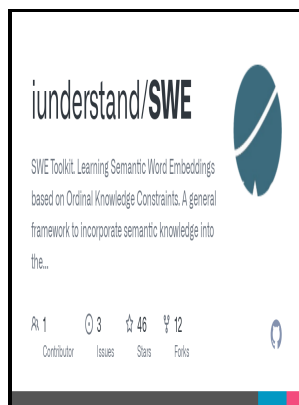 iunderstand/SWE
SWE Toolkit. Learning Semantic Word Embeddings
based on Ordinal Knowledge Constraints. A general
framework to incorporate semantic knowledge into
the...
1 3 46 12
Contributor Issues Stars Forks